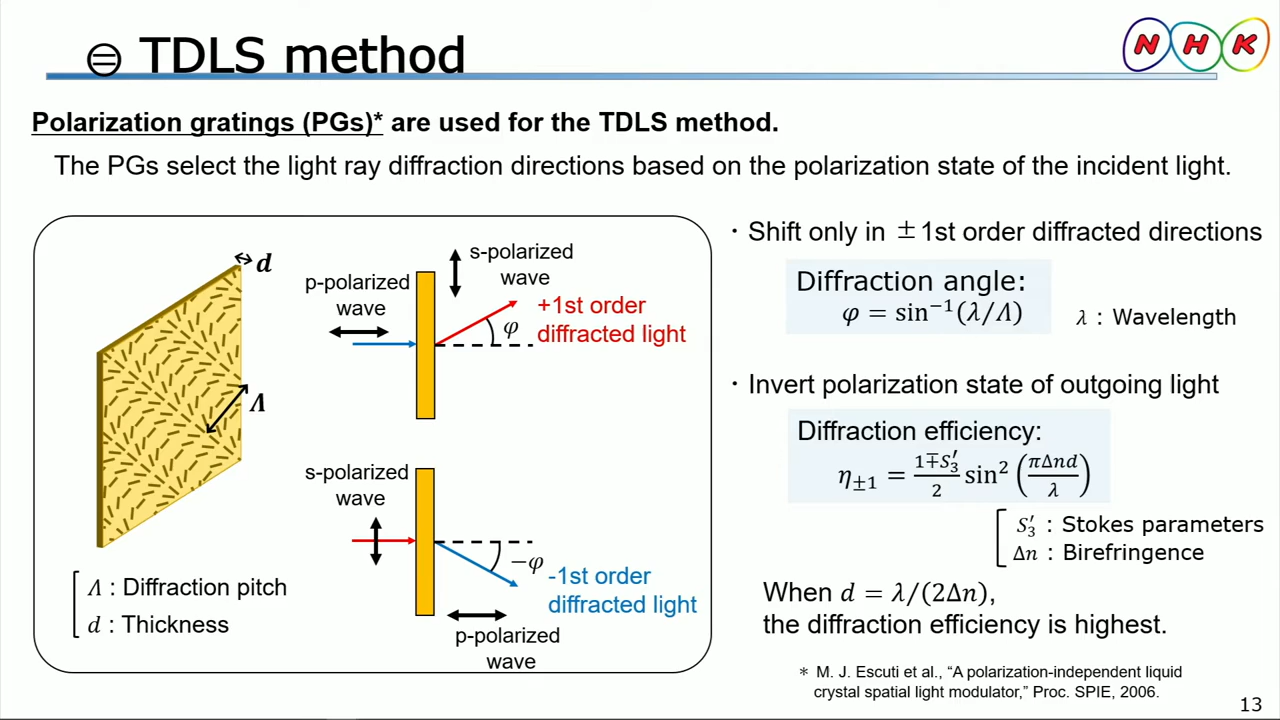 ㊂ TDLS method
NHK
Polarization gratings (PGs)* are used for the TDLS method.
The PGs select the light ray diffraction directions based on the polarization state of the incident light.
d
Λ
Λ : Diffraction pitch
d : Thickness
p-polarized
wave
s-polarized
wave
+1st order
diffracted light
φ
s-polarized
wave
−φ
-1st order
diffracted light
p-polarized
wave
・Shift only in ±1st order diffracted directions
Diffraction angle:
φ = sin⁻¹(λ/Λ)
λ : Wavelength
・Invert polarization state of outgoing light
Diffraction efficiency:
η±1 = (1∓S′3)/2 sin² (πΔnd/λ)
S′3 : Stokes parameters
Δn : Birefringence
When d = λ/(2Δn),
the diffraction efficiency is highest.
* M. J. Escuti et al., “A polarization-independent liquid
crystal spatial light modulator,” Proc. SPIE, 2006.
13